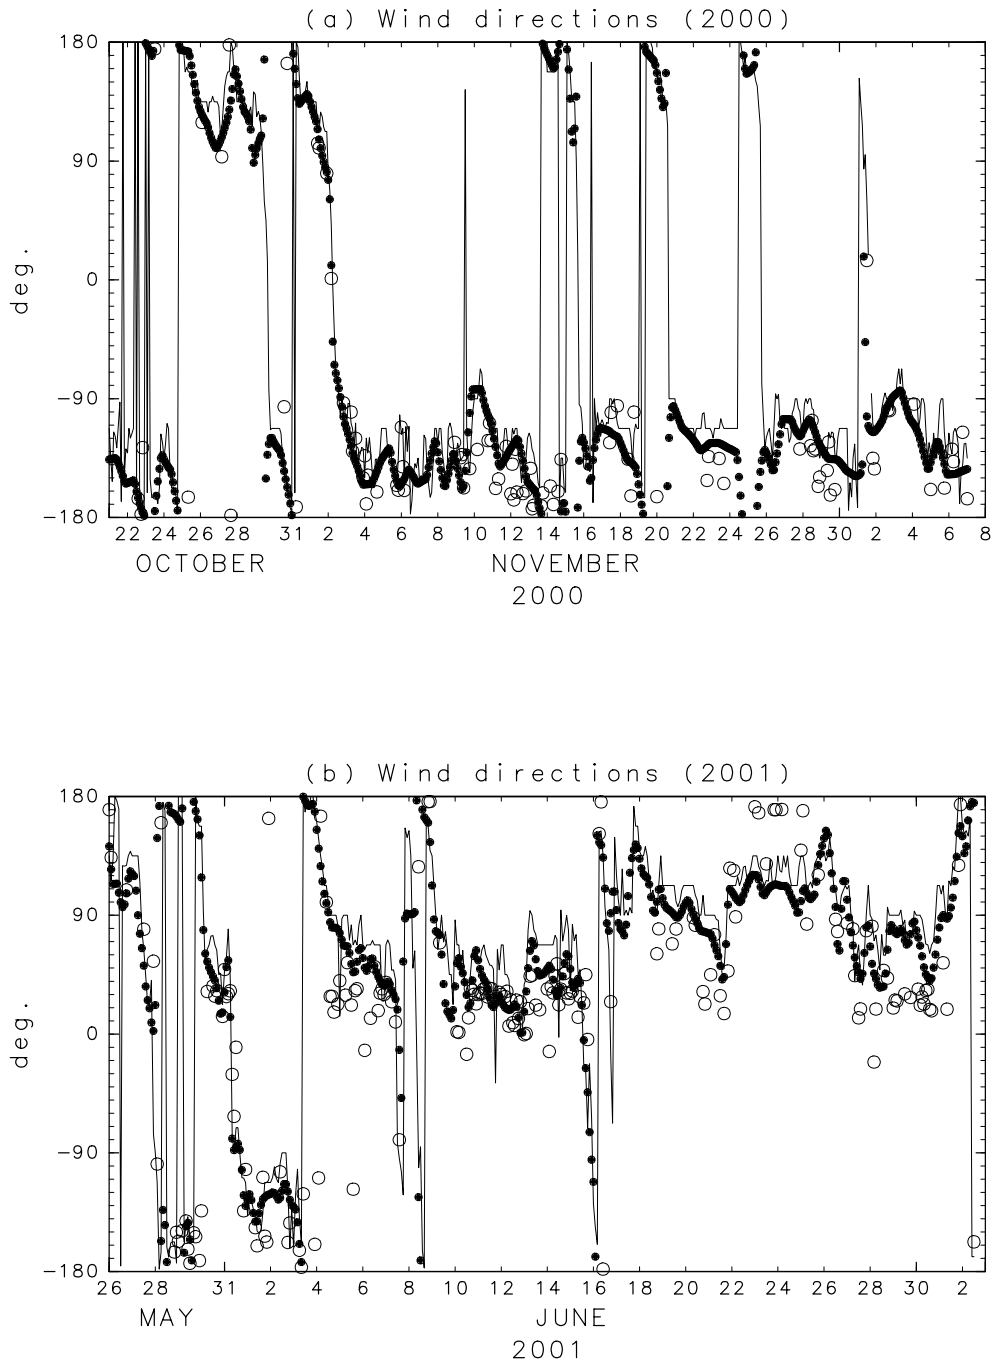 (a) Wind directions (2000)
180
90
0
-90
-180
deg.
22 24 26 28 31 2 4 6 8 10 12 14 16 18 20 22 24 26 28 30 2 4 6 8
OCTOBER NOVEMBER
2000
(b) Wind directions (2001)
180
90
0
-90
-180
deg.
26 28 31 2 4 6 8 10 12 14 16 18 20 22 24 26 28 30 2
MAY JUNE
2001